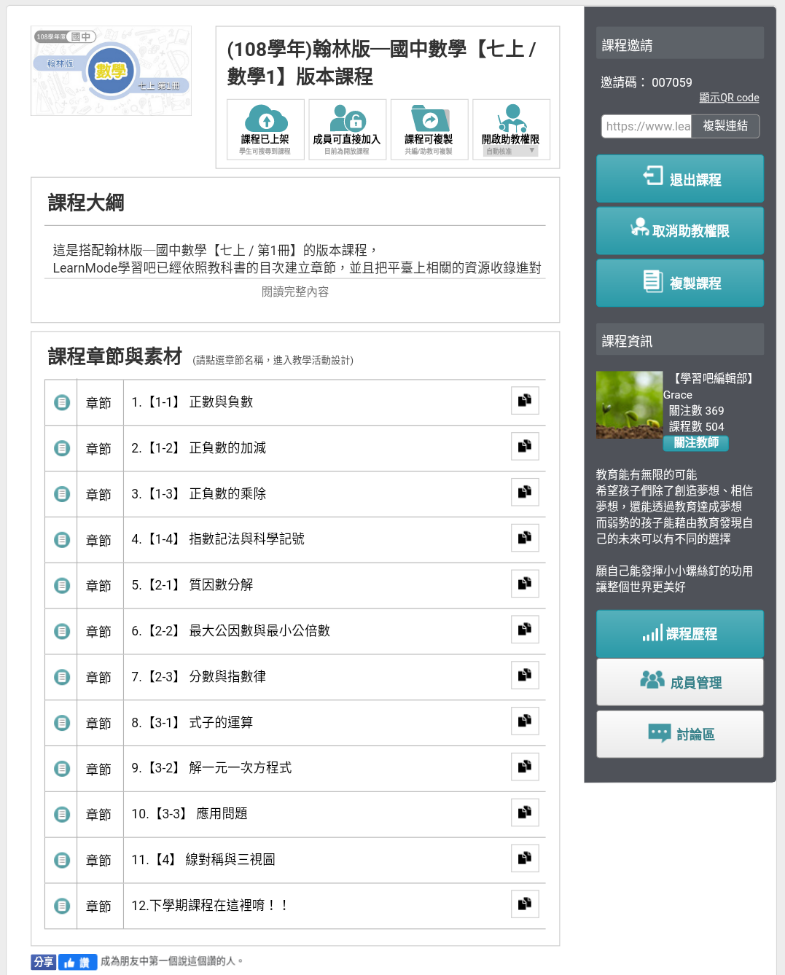 108學年度 國中
翰林版
數學
七上 第1冊
(108學年)翰林版—國中數學【七上 /
數學1】版本課程
課程已上架
學生可搜尋到課程
成員可直接加入
目前為開放課程
課程可複製
共編/助教可複製
開啟助教權限
自動核准
課程大綱
這是搭配翰林版─國中數學【七上 / 第1冊】的版本課程，
LearnMode學習吧已經依照教科書的目次建立章節，並且把平臺上相關的資源收錄進對
閱讀完整內容
課程章節與素材 (請點選章節名稱，進入教學活動設計)
章節 1.【1-1】 正數與負數
章節 2.【1-2】 正負數的加減
章節 3.【1-3】 正負數的乘除
章節 4.【1-4】 指數記法與科學記號
章節 5.【2-1】 質因數分解
章節 6.【2-2】 最大公因數與最小公倍數
章節 7.【2-3】 分數與指數律
章節 8.【3-1】 式子的運算
章節 9.【3-2】 解一元一次方程式
章節 10.【3-3】 應用問題
章節 11.【4】 線對稱與三視圖
章節 12.下學期課程在這裡唷！！
分享 讚 成為朋友中第一個說這個讚的人。
課程邀請
邀請碼： 007059
顯示QR code
https://www.lea 複製連結
退出課程
取消助教權限
複製課程
課程資訊
【學習吧編輯部】
Grace
關注數 369
課程數 504
關注教師
教育能有無限的可能
希望孩子們除了創造夢想、相信
夢想，還能透過教育達成夢想
而弱勢的孩子能藉由教育發現自
己的未來可以有不同的選擇
願自己能發揮小小螺絲釘的功用
讓整個世界更美好
課程歷程
成員管理
討論區